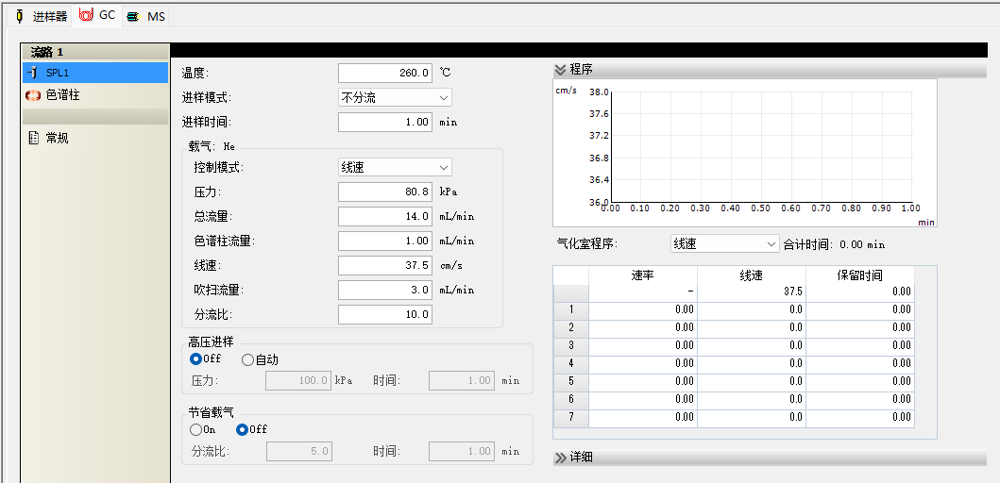 进样器 GC MS
流路 1
SPL1
色谱柱
常规
温度: 260.0 ℃
进样模式: 不分流
进样时间: 1.00 min
载气: He
控制模式: 线速
压力: 80.8 kPa
总流量: 14.0 mL/min
色谱柱流量: 1.00 mL/min
线速: 37.5 cm/s
吹扫流量: 3.0 mL/min
分流比: 10.0
高压进样
Off 自动
压力: 100.0 kPa 时间: 1.00 min
节省载气
On Off
分流比: 5.0 时间: 1.00 min
程序
cm/s
38.0
37.6
37.2
36.8
36.4
36.0
0.00 0.10 0.20 0.30 0.40 0.50 0.60 0.70 0.80 0.90 1.00
min
气化室程序: 线速 合计时间: 0.00 min
速率 线速 保留时间
- 37.5 0.00
1 0.00 0.0 0.00
2 0.00 0.0 0.00
3 0.00 0.0 0.00
4 0.00 0.0 0.00
5 0.00 0.0 0.00
6 0.00 0.0 0.00
7 0.00 0.0 0.00
详细